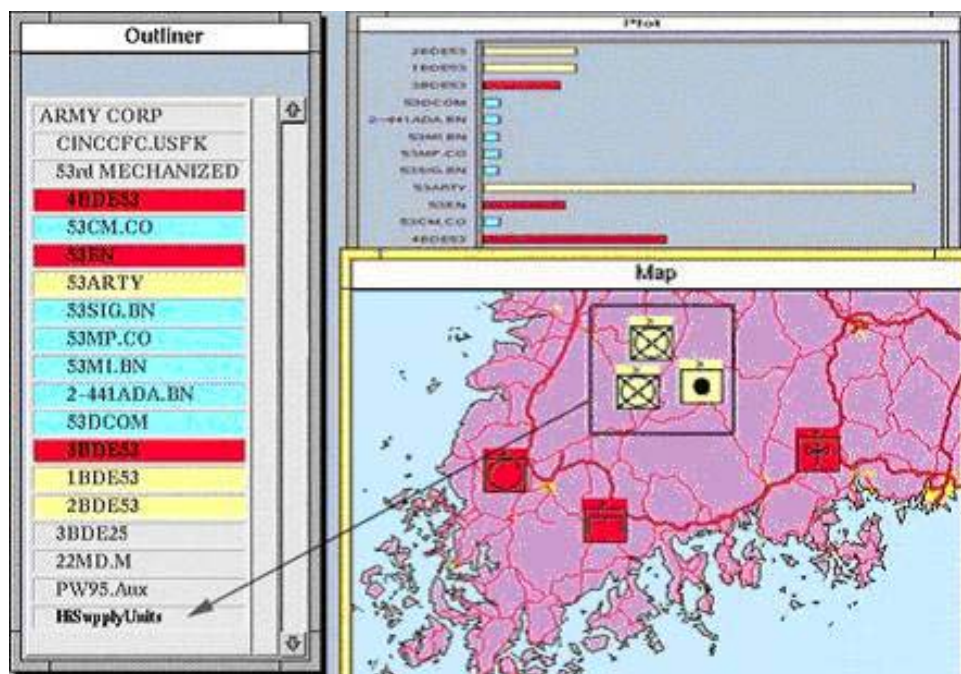 Outliner
ARMY CORP
CINCCFC.USFK
53rd MECHANIZED
4BDE53
53CM.CO
53EN
53ARTY
53SIG.BN
53MP.CO
53MI.BN
2-441ADA.BN
53DCOM
3BDE53
1BDE53
2BDE53
3BDE25
22MD.M
PW95.Aux
HiSupplyUnits
Plot
2BDE53
1BDE53
3BDE53
53DCOM
2-441ADA.BN
53MI.BN
53MP.CO
53SIG.BN
53ARTY
53EN
53CM.CO
4BDE53
Map